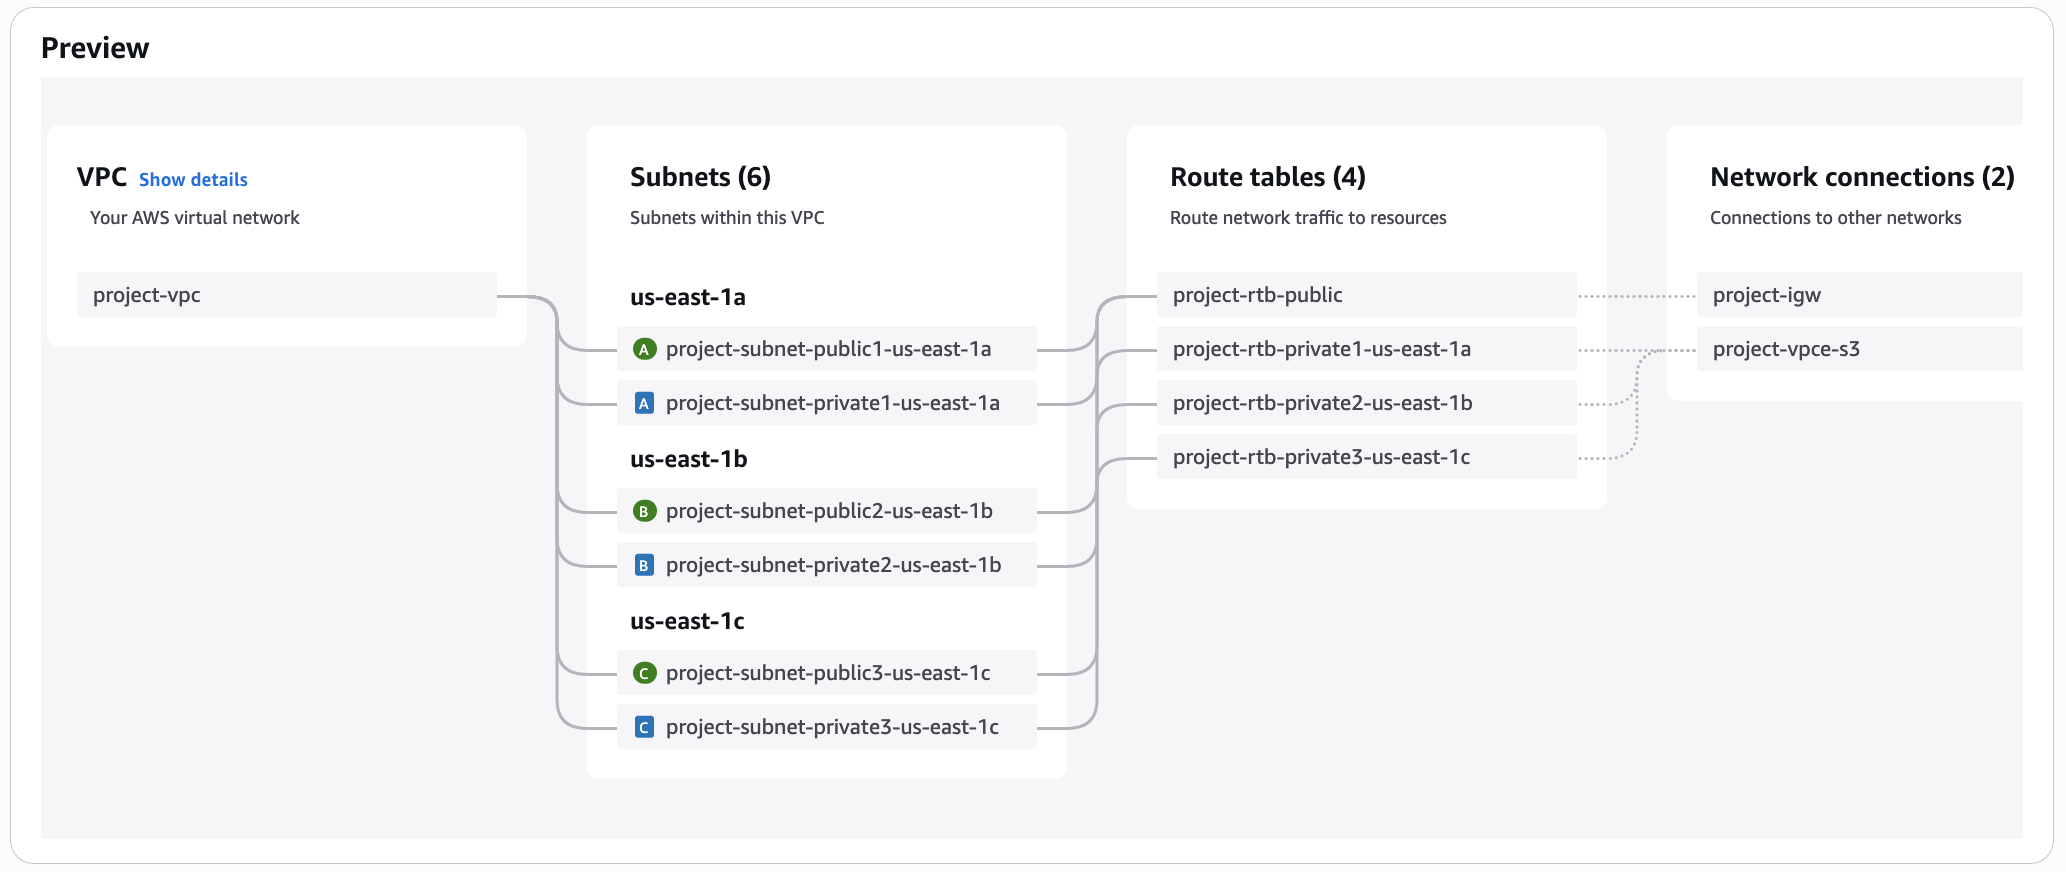 Preview
VPC Show details
Your AWS virtual network
project-vpc
Subnets (6)
Subnets within this VPC
us-east-1a
A project-subnet-public1-us-east-1a
A project-subnet-private1-us-east-1a
us-east-1b
B project-subnet-public2-us-east-1b
B project-subnet-private2-us-east-1b
us-east-1c
C project-subnet-public3-us-east-1c
C project-subnet-private3-us-east-1c
Route tables (4)
Route network traffic to resources
project-rtb-public
project-rtb-private1-us-east-1a
project-rtb-private2-us-east-1b
project-rtb-private3-us-east-1c
Network connections (2)
Connections to other networks
project-igw
project-vpce-s3